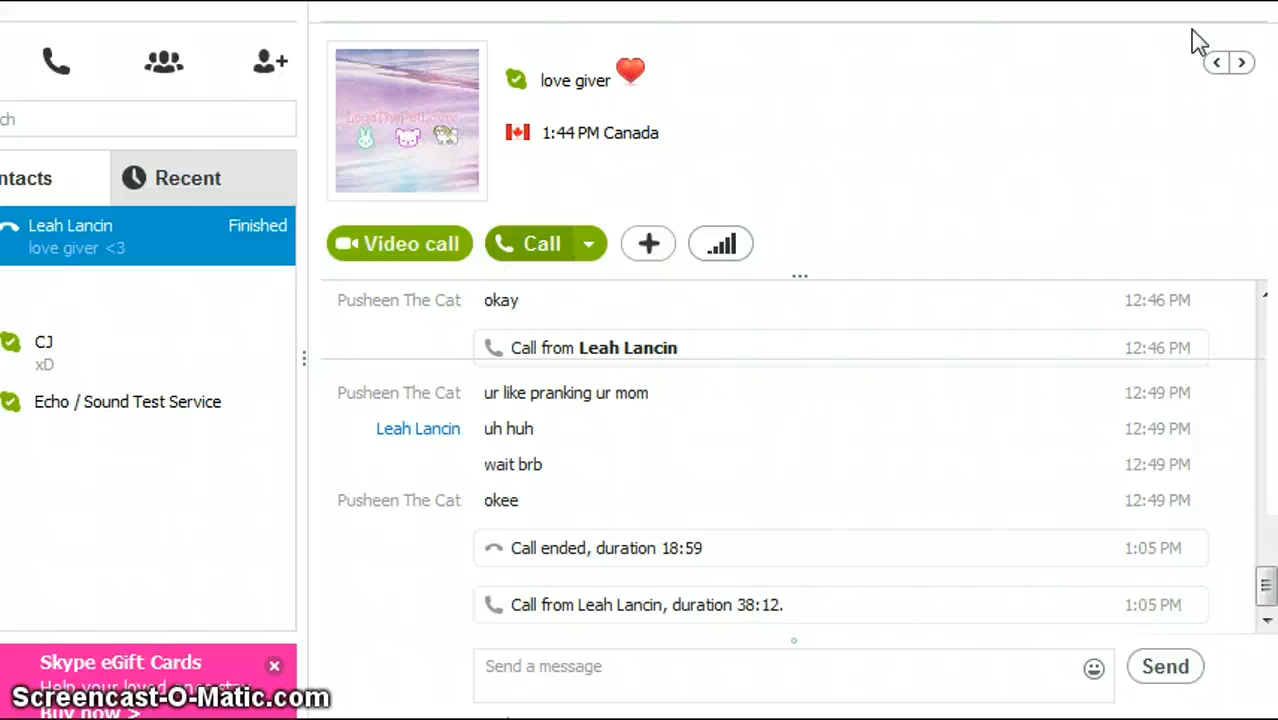 ch
ntacts
Recent
Leah Lancin
Finished
love giver <3
CJ
xD
Echo / Sound Test Service
Skype eGift Cards
Buy now >
Screencast-O-Matic.com
love giver
1:44 PM Canada
Video call
Call
Pusheen The Cat okay 12:46 PM
Call from Leah Lancin 12:46 PM
Pusheen The Cat ur like pranking ur mom 12:49 PM
Leah Lancin uh huh 12:49 PM
wait brb 12:49 PM
Pusheen The Cat okee 12:49 PM
Call ended, duration 18:59 1:05 PM
Call from Leah Lancin, duration 38:12. 1:05 PM
Send a message
Send